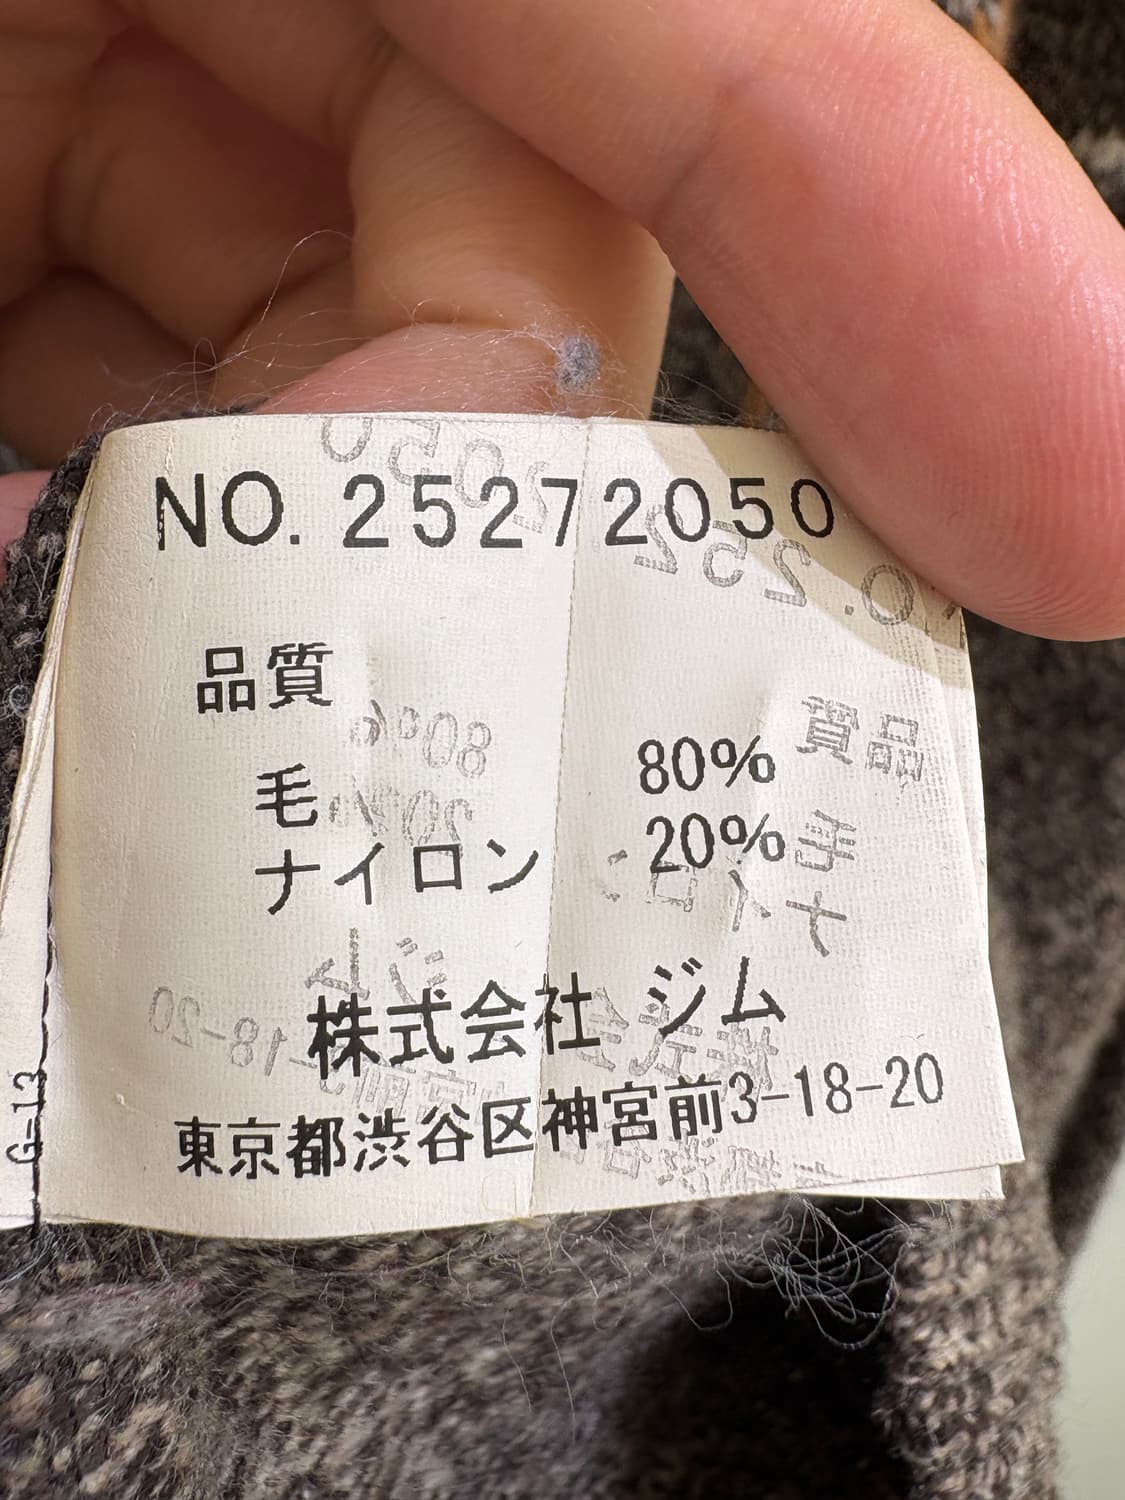 NO. 25272050
品質
毛 80%
ナイロン 20%
株式会社 ジム
東京都渋谷区神宮前3-18-20
G-13